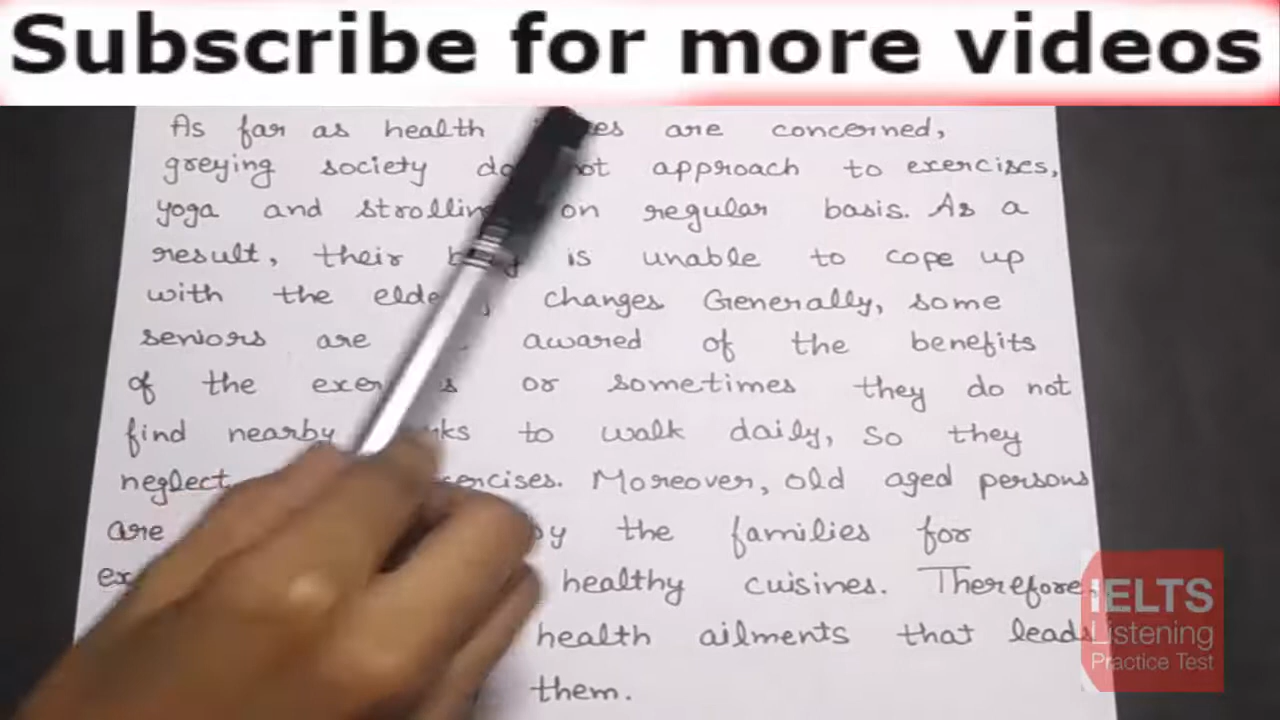 Subscribe for more videos
As far as health are concerned,
greying society not approach to exercises,
yoga and on regular basis. As a
result, their is unable to cope up
with the changes Generally, some
seniors are awared of the benefits
of the or sometimes they do not
find nearby to walk daily, so they
neglect Moreover, old aged persons
are by the families for
healthy cuisines. Therefore,
health ailments that leads
them.
IELTS
Listening
Practice Test